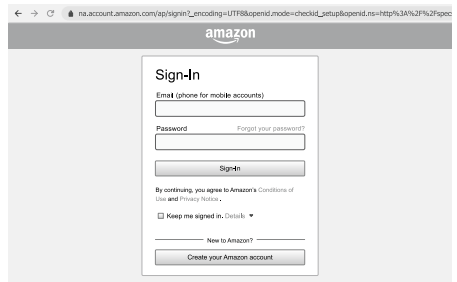 na.account.amazon.com/ap/signin?_encoding=UTF8&openid.mode=checkid_setup&openid.ns=http%3A%2F%2Fspec
amazon
Sign-In
Email (phone for mobile accounts)
Password Forgot your password?
Sign-In
By continuing, you agree to Amazon's Conditions of
Use and Privacy Notice .
Keep me signed in. Details
New to Amazon?
Create your Amazon account